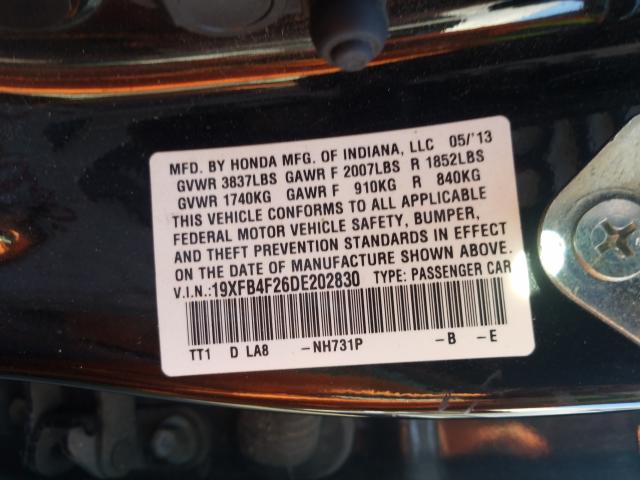 MFD. BY HONDA MFG. OF INDIANA, LLC 05/'13
GVWR 3837LBS GAWR F 2007LBS R 1852LBS
GVWR 1740KG GAWR F 910KG R 840KG
THIS VEHICLE CONFORMS TO ALL APPLICABLE
FEDERAL MOTOR VEHICLE SAFETY, BUMPER,
AND THEFT PREVENTION STANDARDS IN EFFECT
ON THE DATE OF MANUFACTURE SHOWN ABOVE.
V.I.N.:19XFB4F26DE202830 TYPE: PASSENGER CAR
TT1 D LA8 -NH731P -B -E